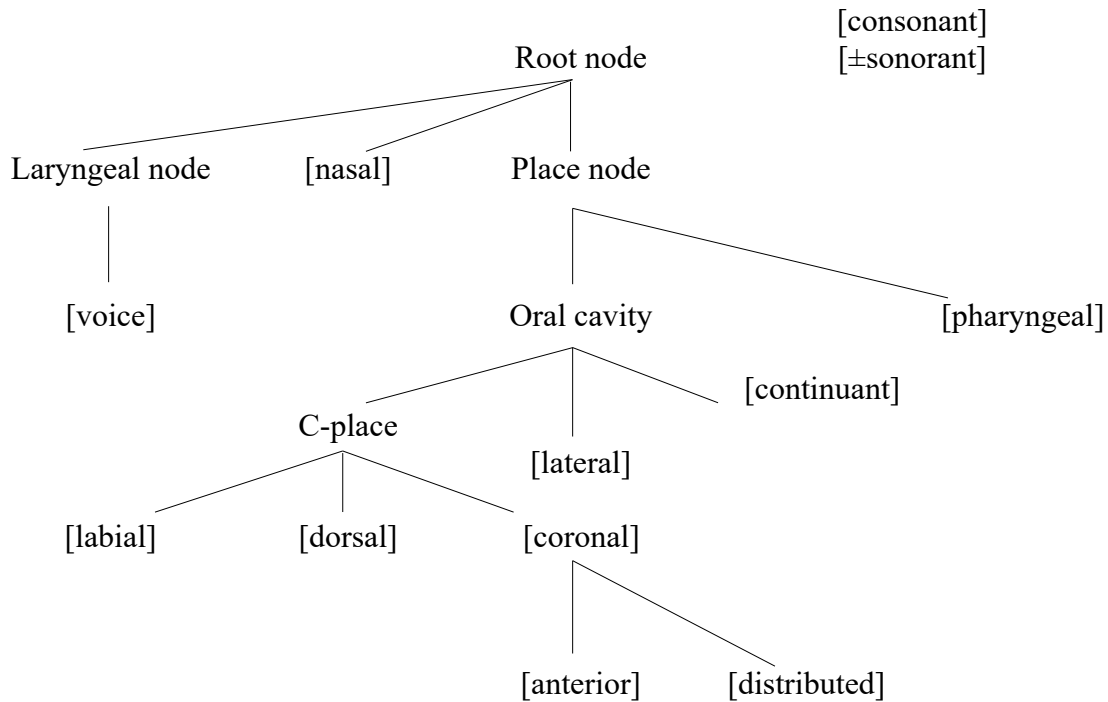 [consonant]
Root node [±sonorant]
Laryngeal node [nasal] Place node
[voice] Oral cavity [pharyngeal]
[continuant]
C-place
[lateral]
[labial] [dorsal] [coronal]
[anterior] [distributed]